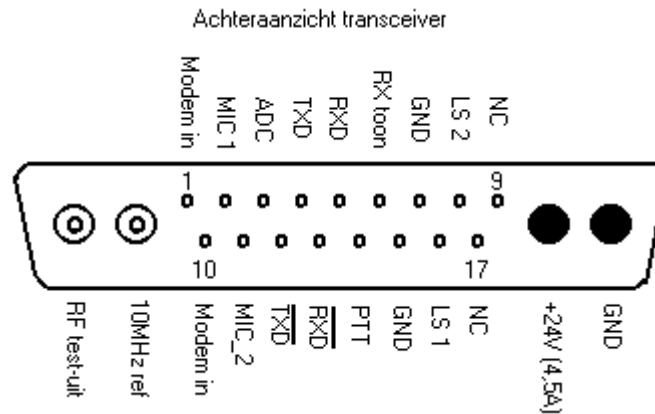 Achteraanzicht transceiver
Modem in
MIC 1
ADC
TXD
RXD
RX toon
GND
LS 2
NC
1
9
10
17
RF test-uit
10MHz ref
Modem in
MIC_2
TXD
RXD
PTT
GND
LS 1
NC
+24V (4,5A)
GND